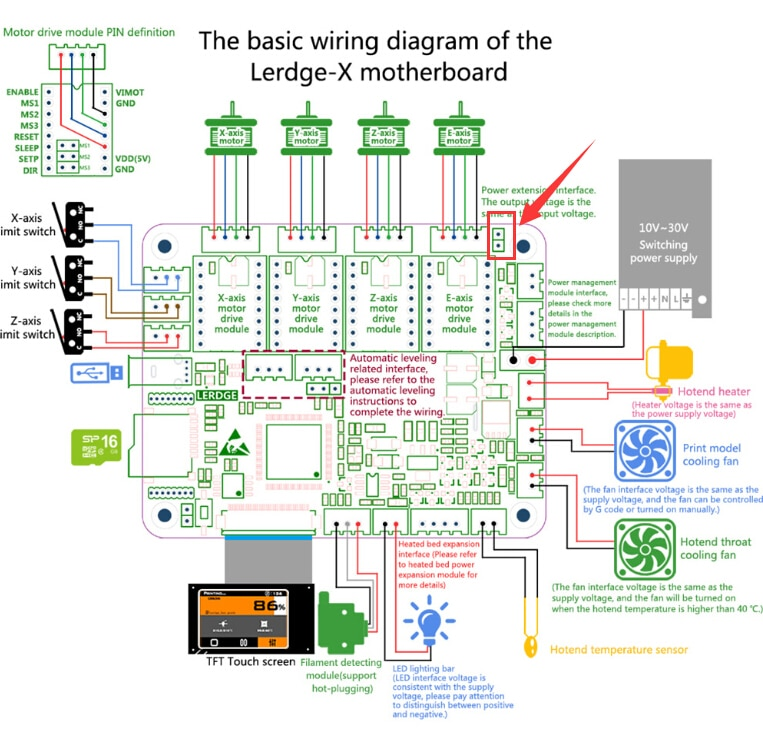 Motor drive module PIN definition
The basic wiring diagram of the
Lerdge-X motherboard
ENABLE
MS1
MS2
MS3
RESET
SLEEP
SETP
DIR
MS1
MS2
MS3
VIMOT
GND
VDD(5V)
GND
X-axis
motor
Y-axis
motor
Z-axis
motor
E-axis
motor
Power extension interface.
The output voltage is the
same as input voltage.
10V~30V
Switching
power supply
- - + + N L
X-axis
imit switch
NC
NO
C
Y-axis
imit switch
NC
NO
C
Z-axis
imit switch
NC
NO
C
X-axis
motor
drive
module
Y-axis
motor
drive
module
Z-axis
motor
drive
module
E-axis
motor
drive
module
Power management
module interface,
please check more
details in the
power management
module description.
Automatic leveling
related interface,
please refer to the
automatic leveling
instructions to
complete the wiring.
LERDGE
16
Hotend heater
(Heater voltage is the same as
the power supply voltage)
Print model
cooling fan
(The fan interface voltage is the same as the
supply voltage, and the fan can be controlled
by G code or turned on manually.)
Hotend throat
cooling fan
(The fan interface voltage is the same as the
supply voltage, and the fan will be turned on
when the hotend temperature is higher than 40 ℃.)
Heated bed expansion
interface (Please refer
to heated bed power
expansion module for
more details)
86%
TFT Touch screen
Filament detecting
module(support
hot-plugging)
LED lighting bar
(LED interface voltage is
consistent with the supply
voltage, please pay attention
to distinguish between positive
and negative.)
Hotend temperature sensor